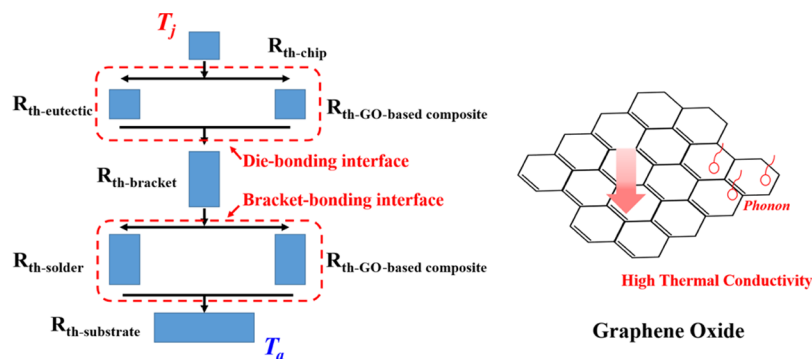 Tj
Rth-chip
Rth-eutectic
Rth-GO-based composite
Die-bonding interface
Rth-bracket
Bracket-bonding interface
Rth-solder
Rth-GO-based composite
Rth-substrate
Ta
Phonon
High Thermal Conductivity
Graphene Oxide